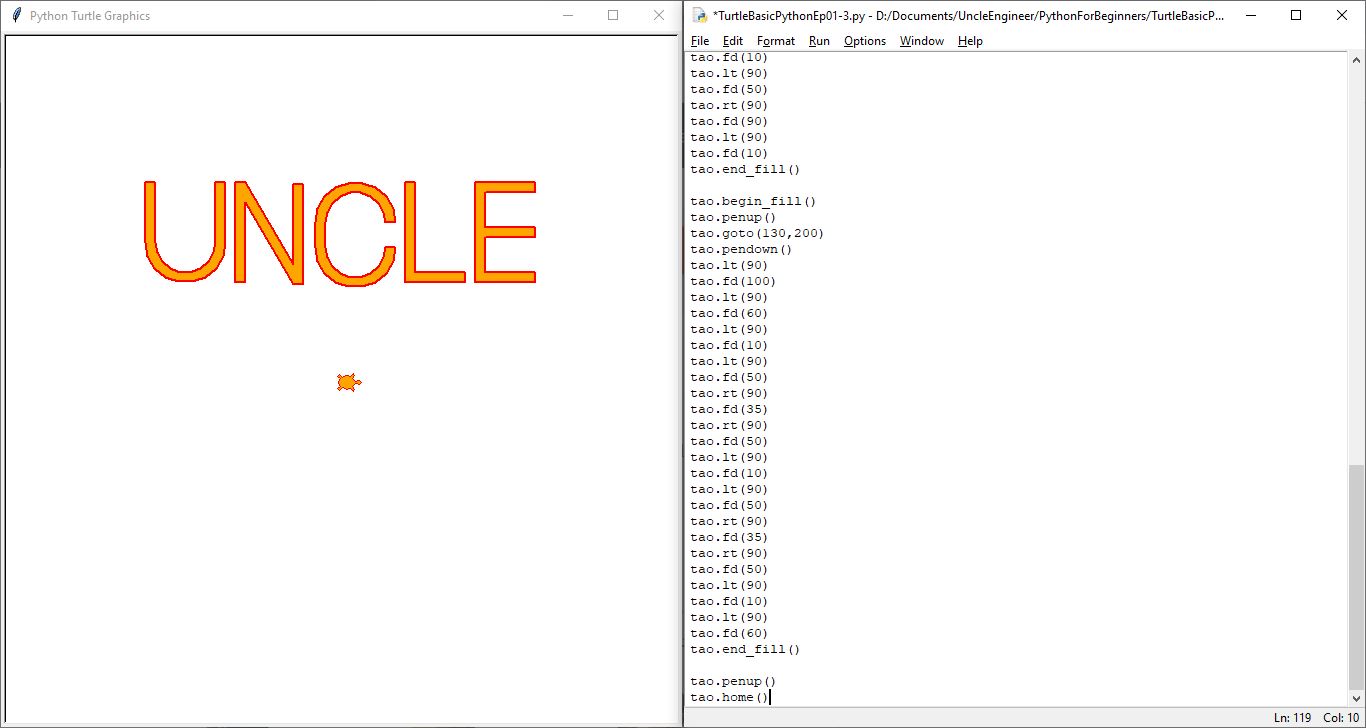 Python Turtle Graphics
UNCLE
*TurtleBasicPythonEp01-3.py - D:/Documents/UncleEngineer/PythonForBeginners/TurtleBasicP...
File Edit Format Run Options Window Help
tao.fd(10)
tao.lt(90)
tao.fd(50)
tao.rt(90)
tao.fd(90)
tao.lt(90)
tao.fd(10)
tao.end_fill()
tao.begin_fill()
tao.penup()
tao.goto(130,200)
tao.pendown()
tao.lt(90)
tao.fd(100)
tao.lt(90)
tao.fd(60)
tao.lt(90)
tao.fd(10)
tao.lt(90)
tao.fd(50)
tao.rt(90)
tao.fd(35)
tao.rt(90)
tao.fd(50)
tao.lt(90)
tao.fd(10)
tao.lt(90)
tao.fd(50)
tao.rt(90)
tao.fd(35)
tao.rt(90)
tao.fd(50)
tao.lt(90)
tao.fd(10)
tao.lt(90)
tao.fd(60)
tao.end_fill()
tao.penup()
tao.home()
Ln: 119 Col: 10